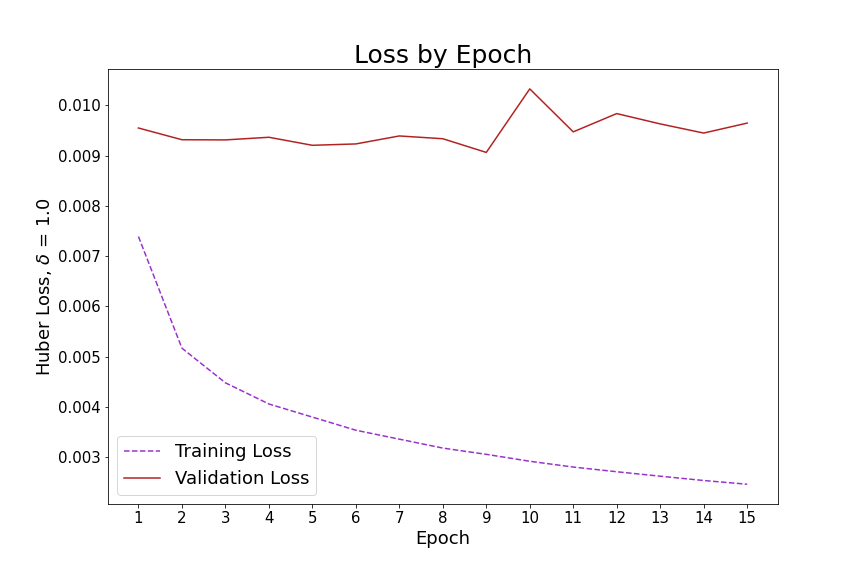 Loss by Epoch
Huber Loss, δ = 1.0
0.010
0.009
0.008
0.007
0.006
0.005
0.004
0.003
Training Loss
Validation Loss
1 2 3 4 5 6 7 8 9 10 11 12 13 14 15
Epoch